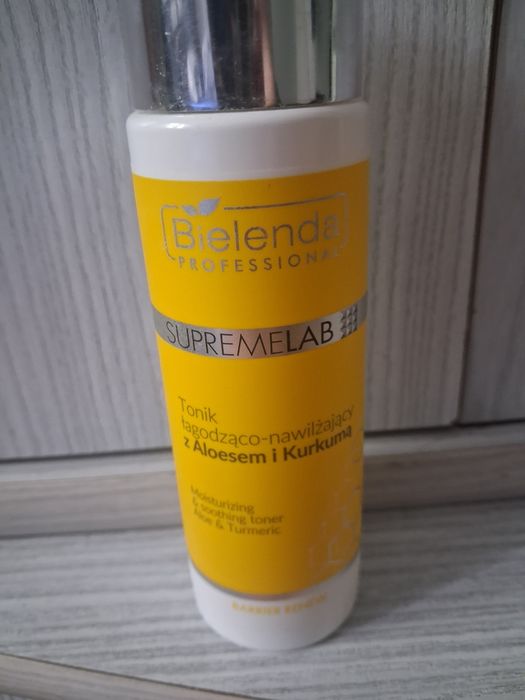 Bielenda
PROFESSIONAL
SUPREMELAB
Tonik
łagodząco-nawilżający
z Aloesem i Kurkumą
Moisturizing
& soothing toner
Aloe & Turmeric
BARRIER RENEW